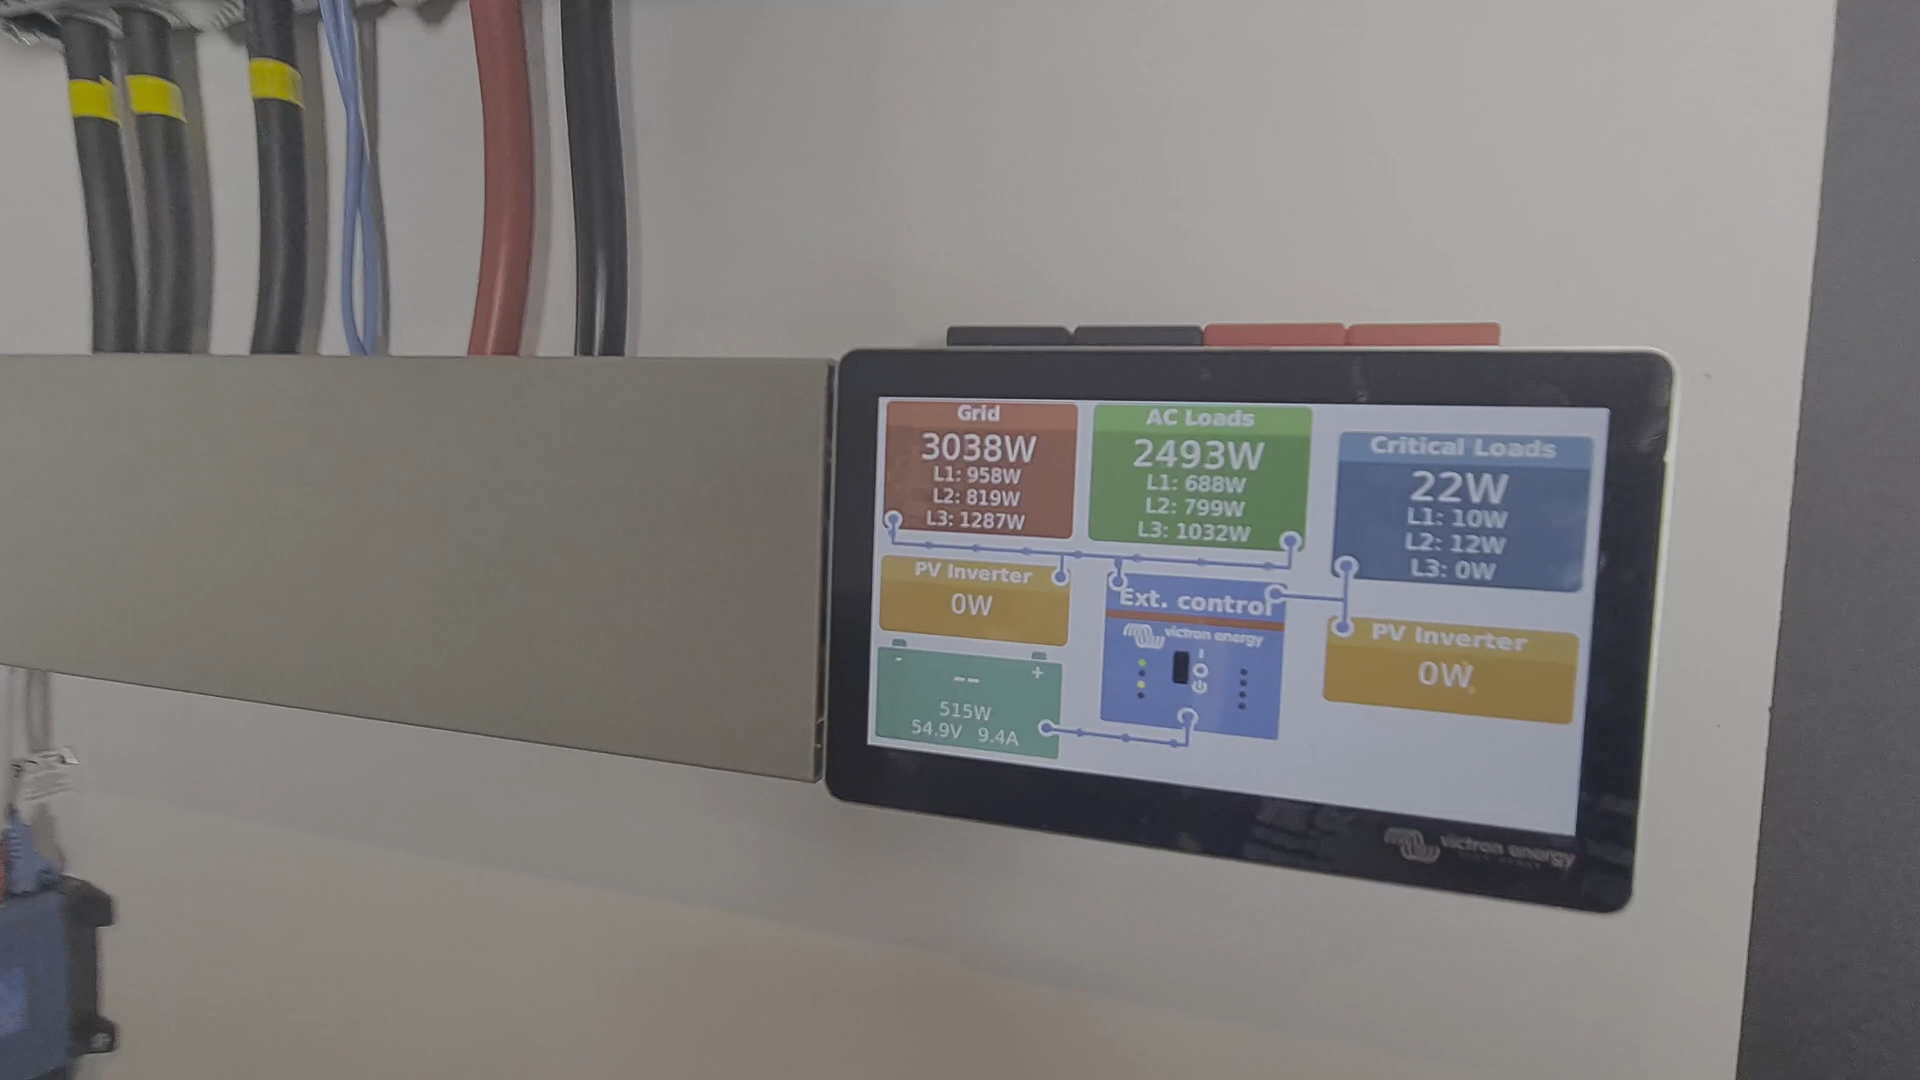 Grid
3038W
L1: 958W
L2: 819W
L3: 1287W
AC Loads
2493W
L1: 688W
L2: 799W
L3: 1032W
Critical Loads
22W
L1: 10W
L2: 12W
L3: 0W
PV Inverter
0W
Ext. control
victron energy
PV Inverter
0W
- +
--
515W
54.9V 9.4A
victron energy